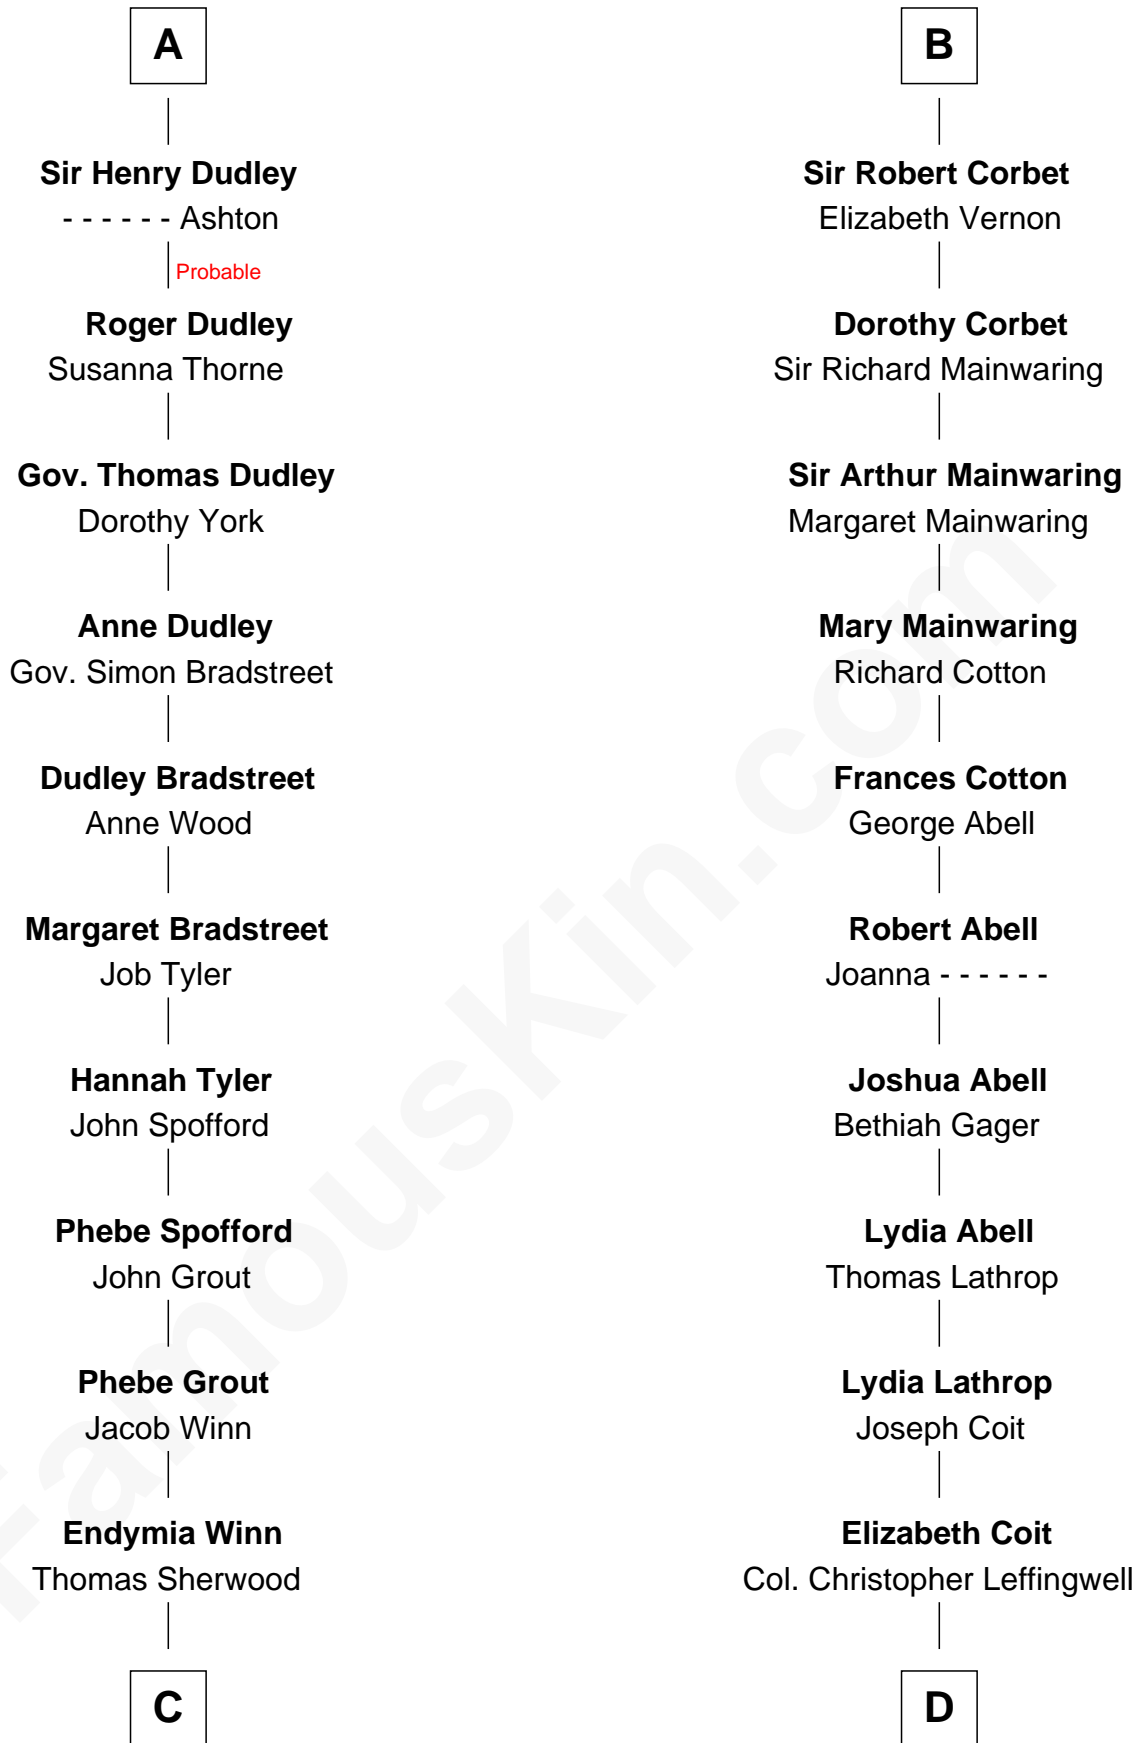 A
Sir Henry Dudley
- - - - - - Ashton
Probable
Roger Dudley
Susanna Thorne
Gov. Thomas Dudley
Dorothy York
Anne Dudley
Gov. Simon Bradstreet
Dudley Bradstreet
Anne Wood
Margaret Bradstreet
Job Tyler
Hannah Tyler
John Spofford
Phebe Spofford
John Grout
Phebe Grout
Jacob Winn
Endymia Winn
Thomas Sherwood
C
B
Sir Robert Corbet
Elizabeth Vernon
Dorothy Corbet
Sir Richard Mainwaring
Sir Arthur Mainwaring
Margaret Mainwaring
Mary Mainwaring
Richard Cotton
Frances Cotton
George Abell
Robert Abell
Joanna - - - - - -
Joshua Abell
Bethiah Gager
Lydia Abell
Thomas Lathrop
Lydia Lathrop
Joseph Coit
Elizabeth Coit
Col. Christopher Leffingwell
D
FamousKin.com